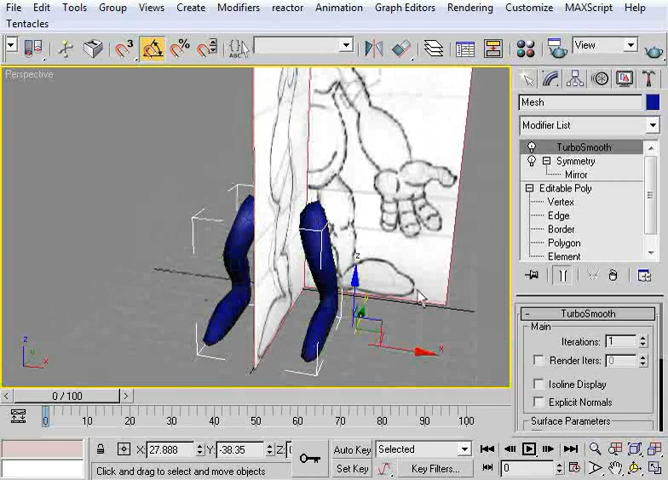 File Edit Tools Group Views Create Modifiers reactor Animation Graph Editors Rendering Customize MAXScript Help
Tentacles
3 % ABC View
Perspective
Mesh
Modifier List
TurboSmooth
Symmetry
Mirror
Editable Poly
Vertex
Edge
Border
Polygon
Element
z
y
x
z
y
x
- TurboSmooth
Main
Iterations: 1
Render Iters: 0
Isoline Display
Explicit Normals
Surface Parameters
< 0 / 100 >
0 10 20 30 40 50 60 70 80 90 100
X: 27.888 Y: -38.35 Z:
Auto Key Selected
Click and drag to select and move objects
Set Key Key Filters... 0